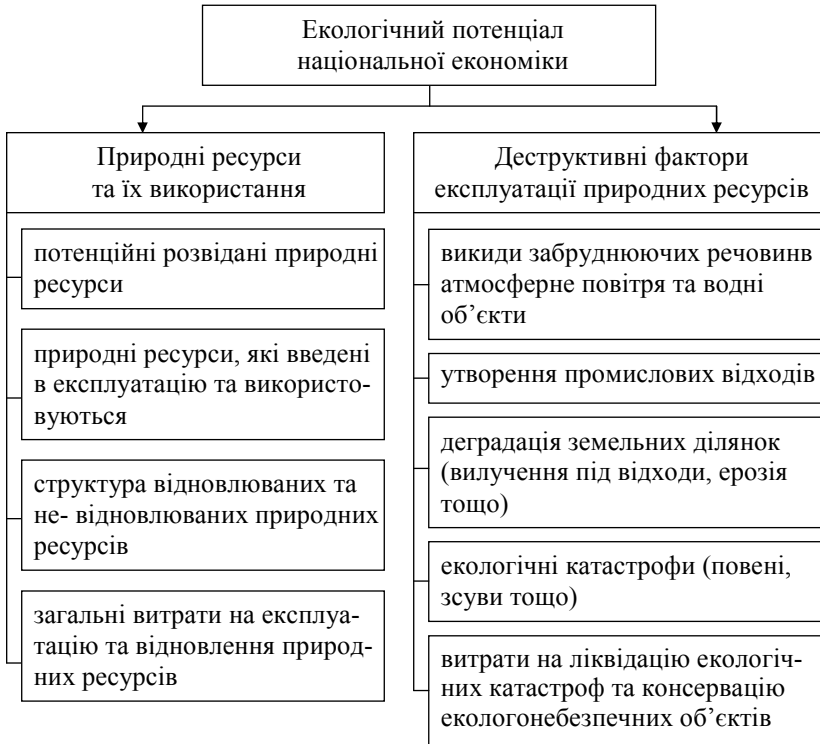 Екологічний потенціал
національної економіки
Природні ресурси
та їх використання
потенційні розвідані природні
ресурси
природні ресурси, які введені
в експлуатацію та використо-
вуються
структура відновлюваних та
не- відновлюваних природних
ресурсів
загальні витрати на експлуа-
тацію та відновлення природ-
них ресурсів
Деструктивні фактори
експлуатації природних ресурсів
викиди забруднюючих речовинв
атмосферне повітря та водні
об’єкти
утворення промислових відходів
деградація земельних ділянок
(вилучення під відходи, ерозія
тощо)
екологічні катастрофи (повені,
зсуви тощо)
витрати на ліквідацію екологіч-
них катастроф та консервацію
екологонебезпечних об’єктів